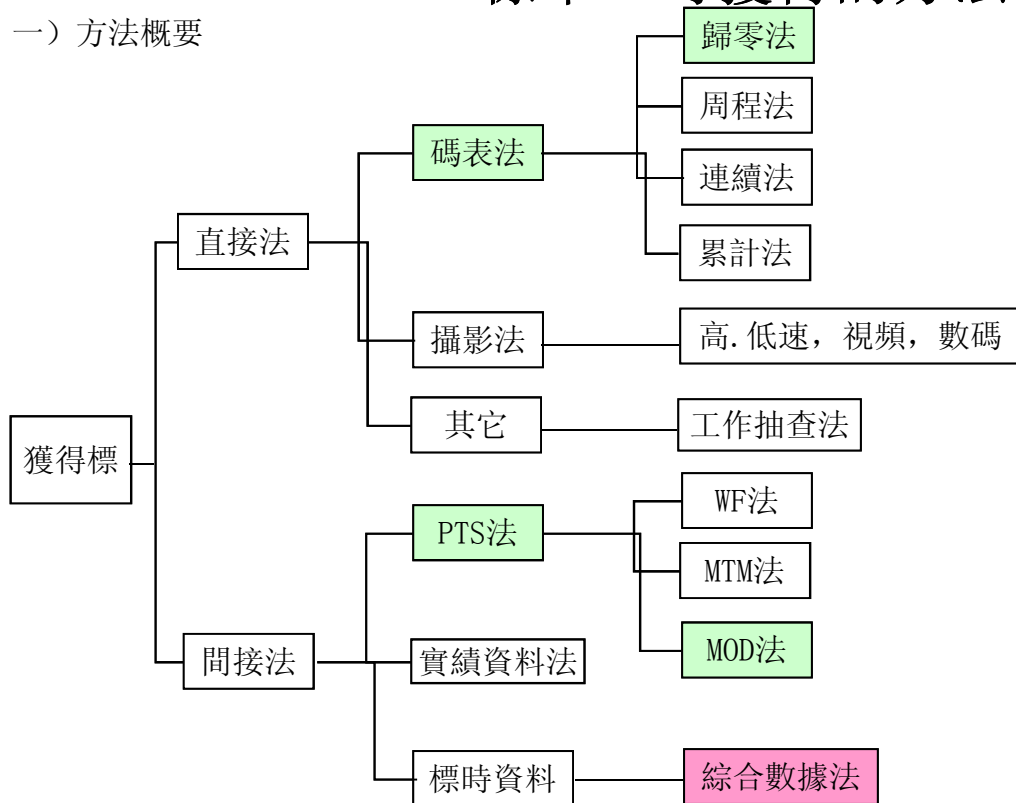 一）方法概要
歸零法
周程法
碼表法
連續法
直接法
累計法
攝影法
高.低速，視頻，數碼
其它
工作抽查法
獲得標
PTS法
WF法
MTM法
間接法
實績資料法
MOD法
標時資料
綜合數據法